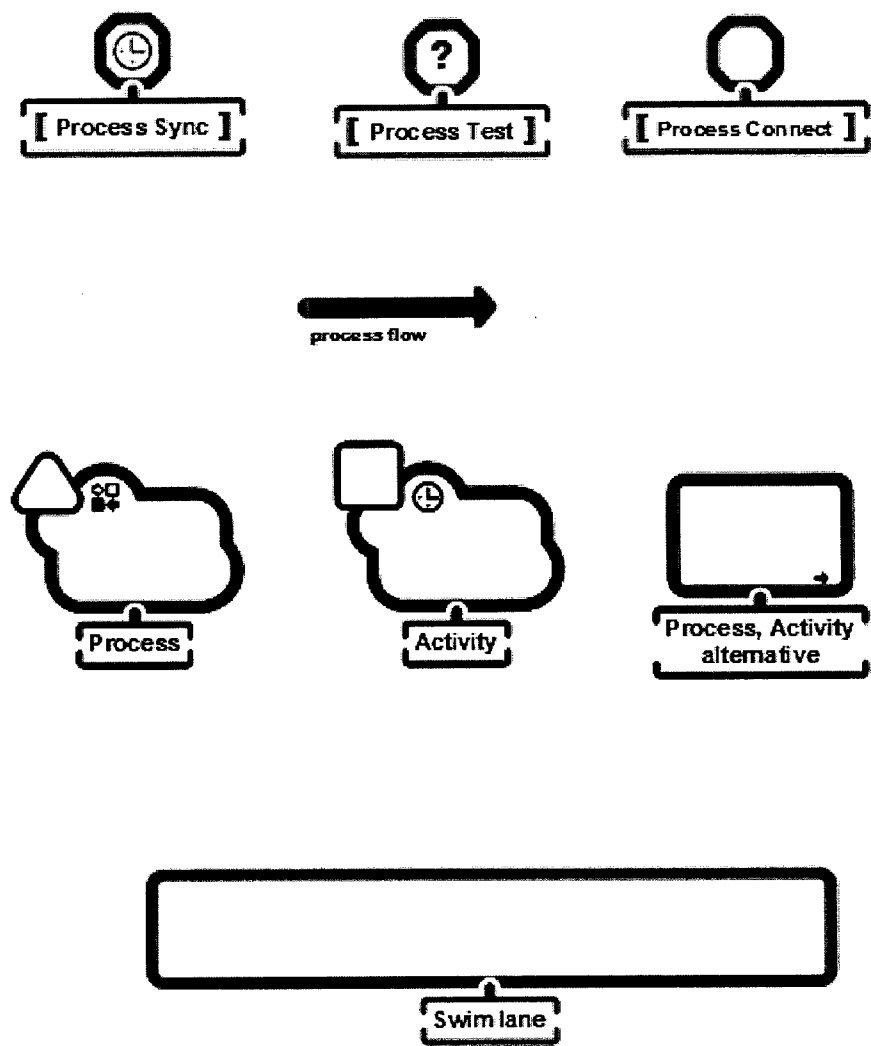 ?
[ Process Sync ]
[ Process Test ]
[ Process Connect ]
process flow
Process
Activity
Process, Activity
alternative
Swim lane